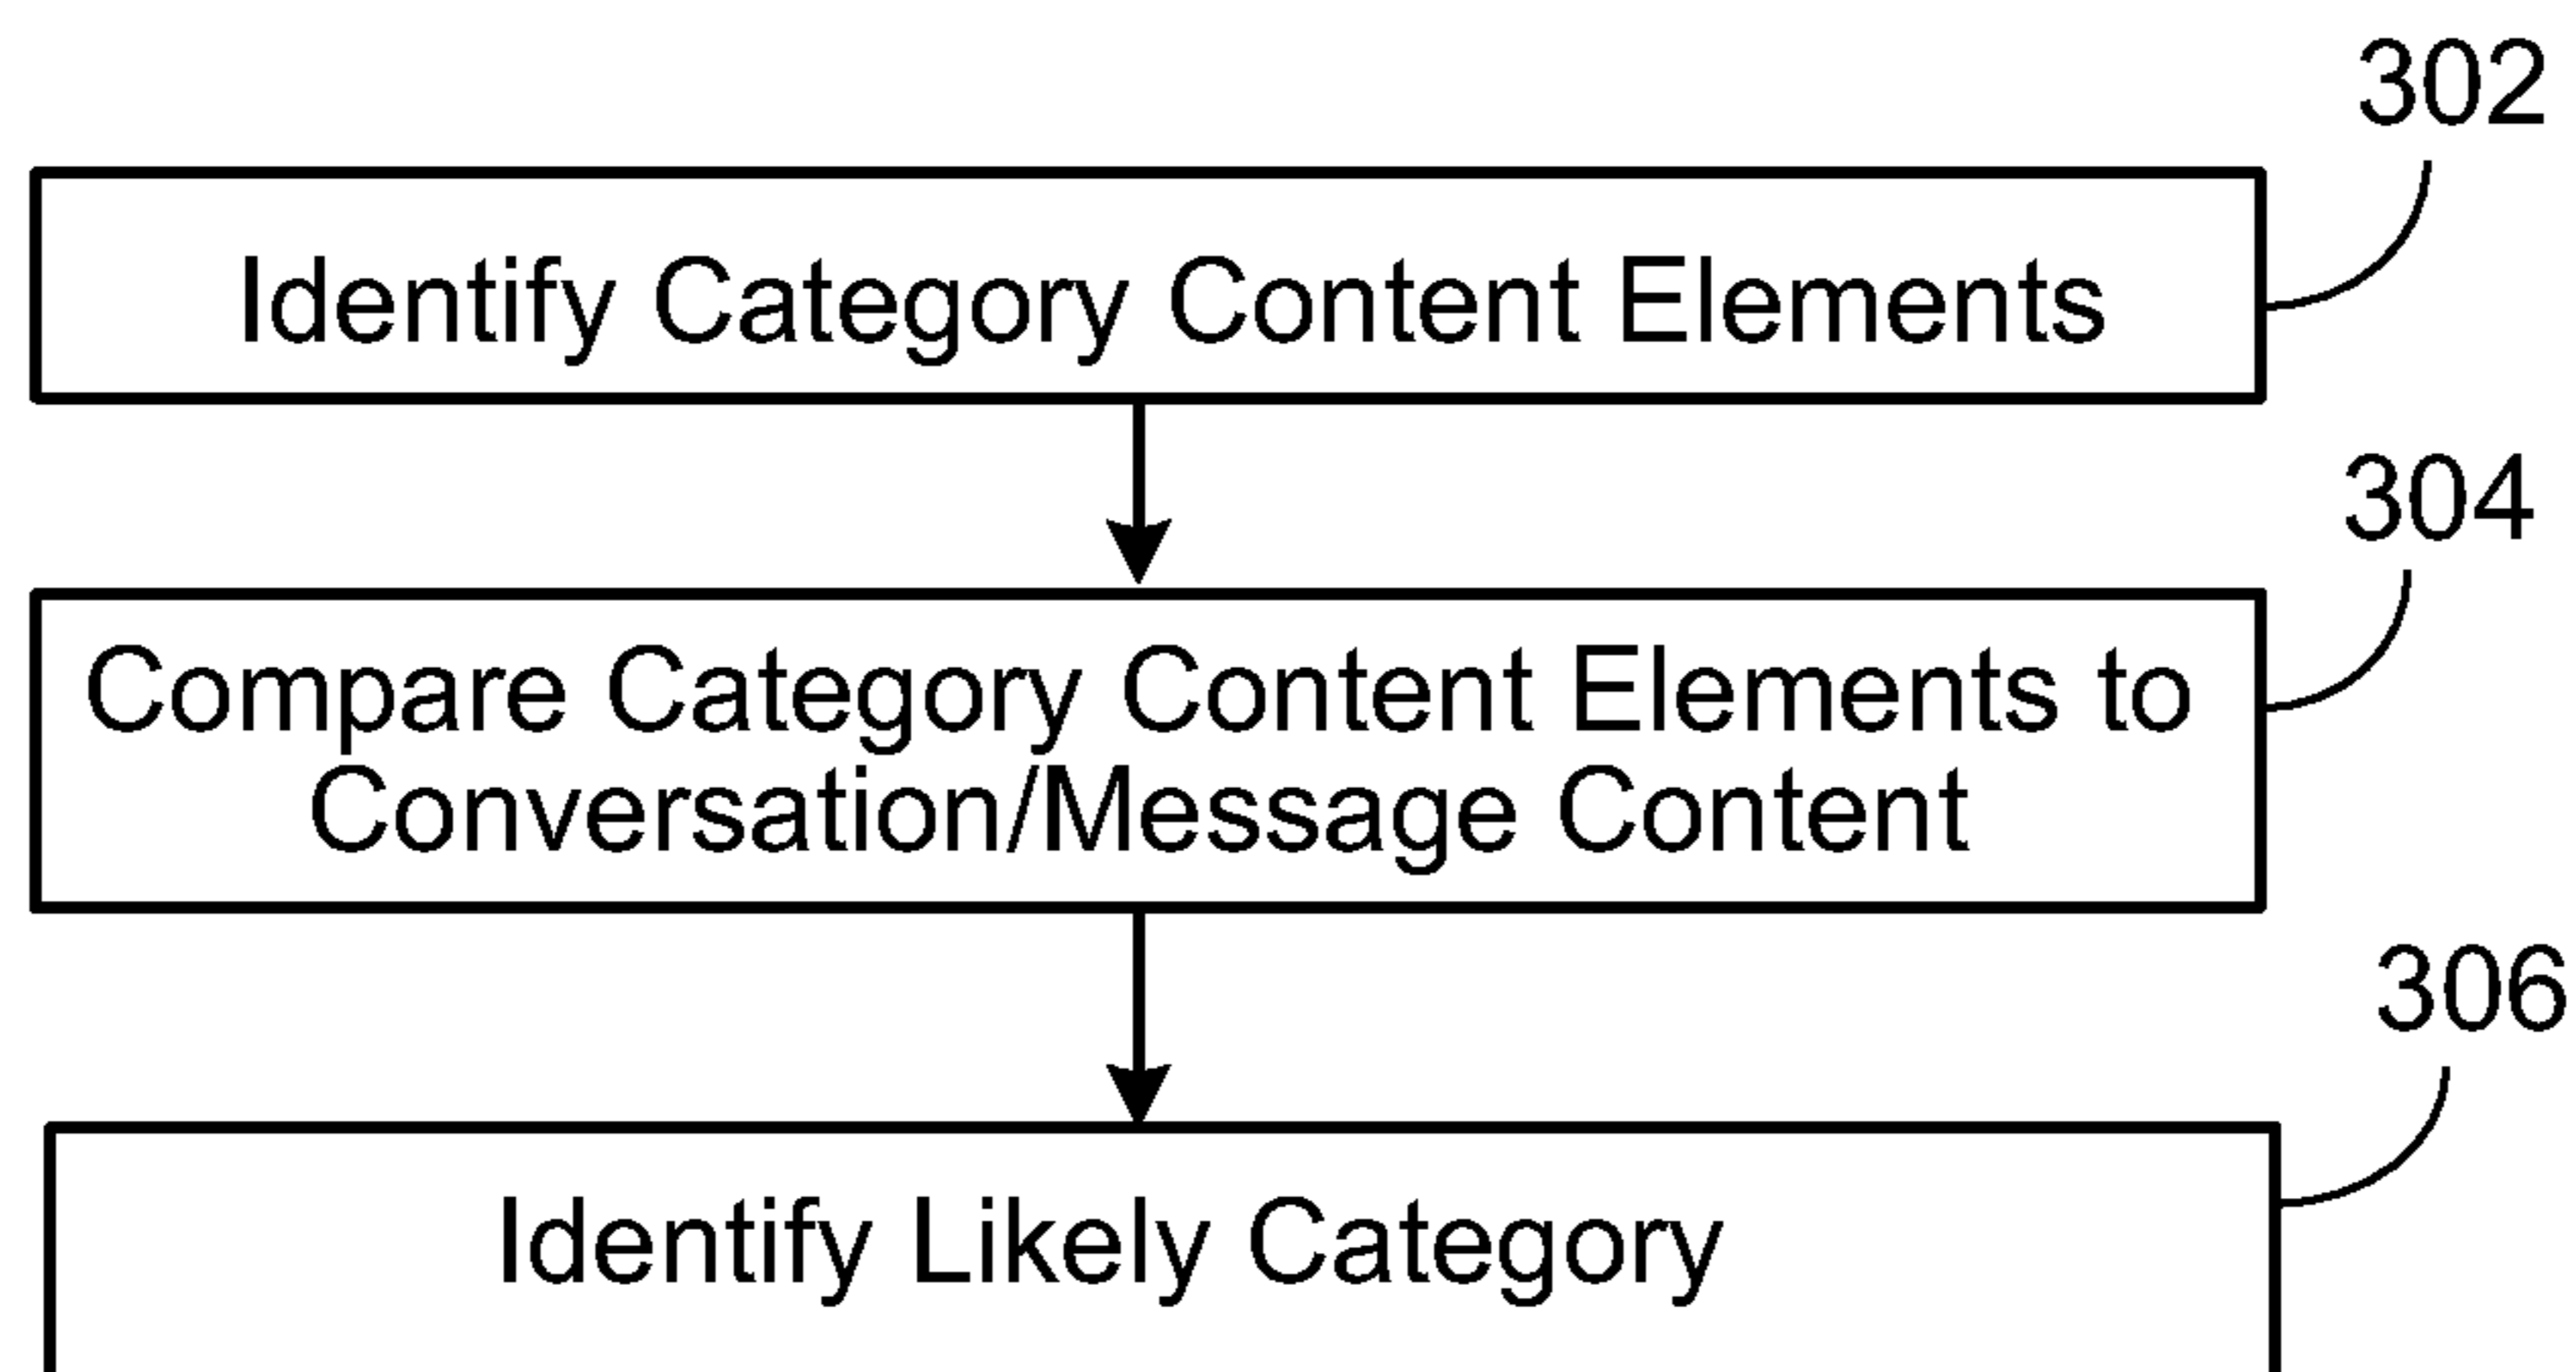 302
Identify Category Content Elements
304
Compare Category Content Elements to
Conversation/Message Content
306
Identify Likely Category